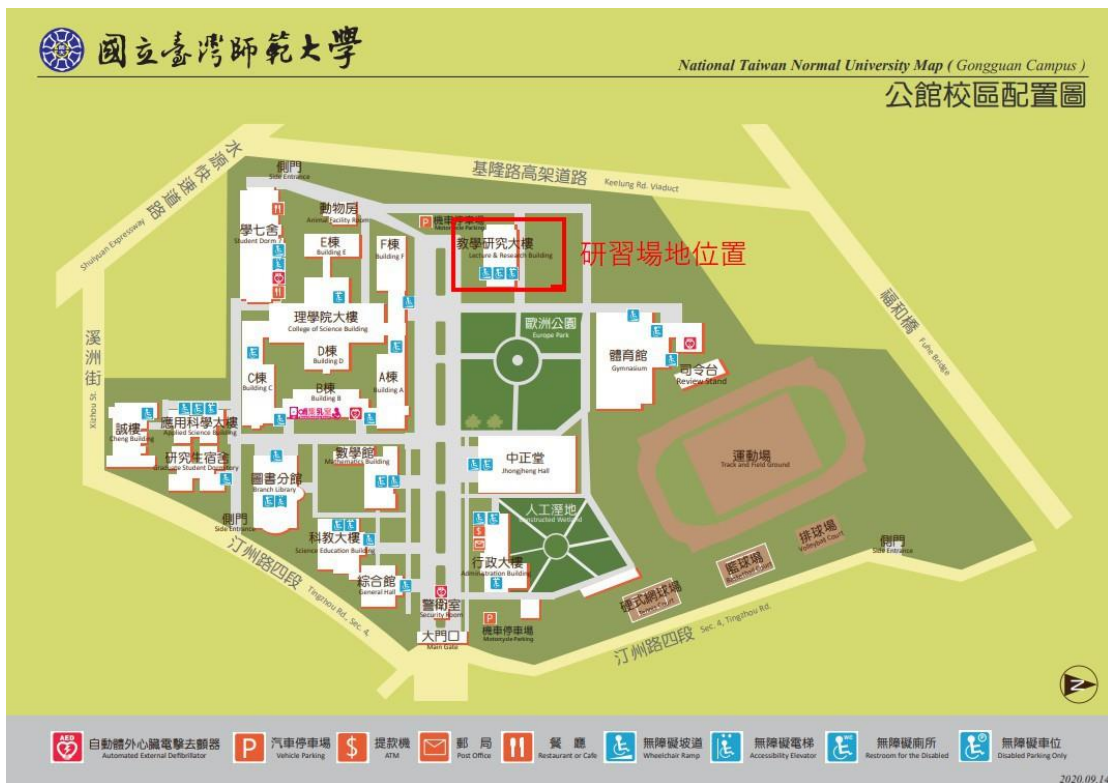 國立臺灣師範大學
National Taiwan Normal University Map ( Gongguan Campus )
公館校區配置圖
水源快速道路
Shuiyuan Expressway
側門
Side Entrance
基隆路高架道路
Keelung Rd. Viaduct
動物房
Animal Facility Room
P 機車停車場
Motorcycle Parking
學七舍
Student Dorm 7
E棟
Building E
F棟
Building F
教學研究大樓
Lecture & Research Building
研習場地位置
福和橋
Fuhe Bridge
理學院大樓
College of Science Building
歐洲公園
Europe Park
溪洲街
Xizhou St.
D棟
Building D
體育館
Gymnasium
司令台
Review Stand
C棟
Building C
B棟
Building B
A棟
Building A
誠樓
Cheng Building
應用科學大樓
Applied Science Building
研究生宿舍
Graduate Student Dormitory
數學館
Mathematics Building
中正堂
Jhongjheng Hall
運動場
Track and Field Ground
圖書分館
Branch Library
人工溼地
Constructed Wetland
側門
Side Entrance
科教大樓
Science Education Building
排球場
Volleyball Court
籃球場
Basketball Court
側門
Side Entrance
行政大樓
Administration Building
綜合館
General Hall
硬式網球場
Tennis Court
汀州路四段
Tingzhou Rd., Sec. 4,
警衛室
Security Room
P
機車停車場
Motorcycle Parking
大門口
Main Gate
汀州路四段 Sec. 4, Tingzhou Rd.
N
AED 自動體外心臟電擊去顫器
Automated External Defibrillator
P 汽車停車場
Vehicle Parking
$ 提款機
ATM
郵局
Post Office
餐廳
Restaurant or Cafe
無障礙坡道
Wheelchair Ramp
無障礙電梯
Accessibility Elevator
WC 無障礙廁所
Restroom for the Disabled
P 無障礙車位
Disabled Parking Only
2020.09.14